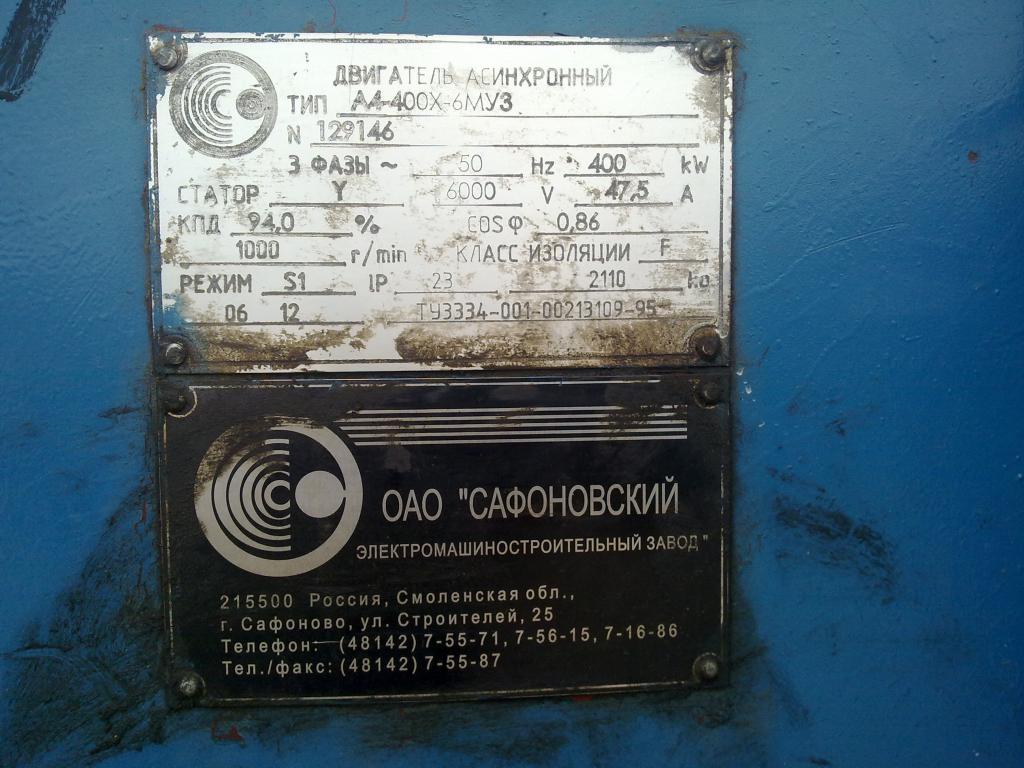 ДВИГАТЕЛЬ АСИНХРОННЫЙ
ТИП А4-400Х-6МУ3
N 129146
3 ФАЗЫ ~ 50 Hz 400 kW
СТАТОР Y 6000 V 47,5 A
КПД 94,0 % COS φ 0,86
1000 r/min КЛАСС ИЗОЛЯЦИИ F
РЕЖИМ S1 IP 23 2110
06 12 ТУ3334-001-00213109-95
ОАО "САФОНОВСКИЙ
ЭЛЕКТРОМАШИНОСТРОИТЕЛЬНЫЙ ЗАВОД"
215500 Россия, Смоленская обл.,
г. Сафоново, ул. Строителей, 25
Телефон: (48142) 7-55-71, 7-56-15, 7-16-86
Тел./факс: (48142) 7-55-87